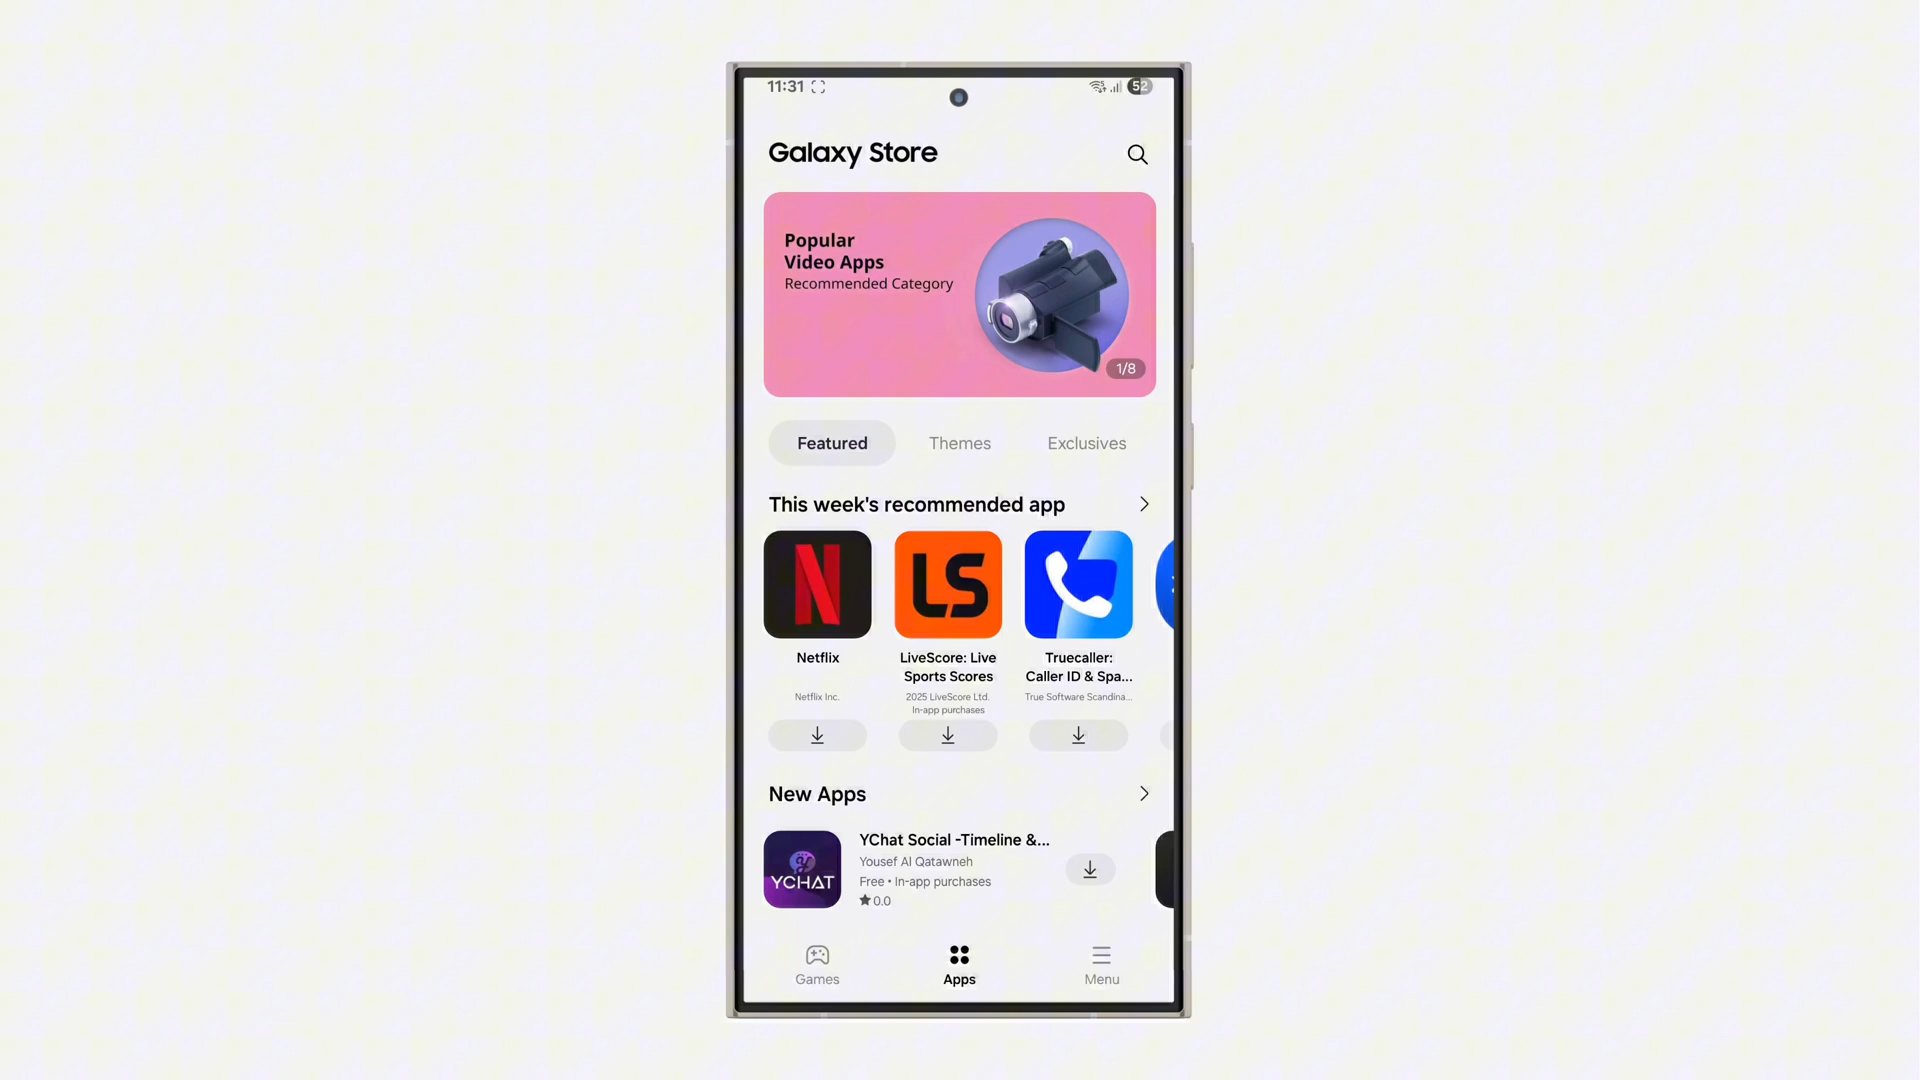 11:31
52
Galaxy Store
Popular
Video Apps
Recommended Category
1/8
Featured
Themes
Exclusives
This week's recommended app
N
LS
Netflix
LiveScore: Live
Sports Scores
Truecaller:
Caller ID & Spa...
Netflix Inc.
2025 LiveScore Ltd.
In-app purchases
True Software Scandina...
New Apps
YCHAT
YChat Social -Timeline &...
Yousef Al Qatawneh
Free • In-app purchases
★ 0.0
Games
Apps
Menu